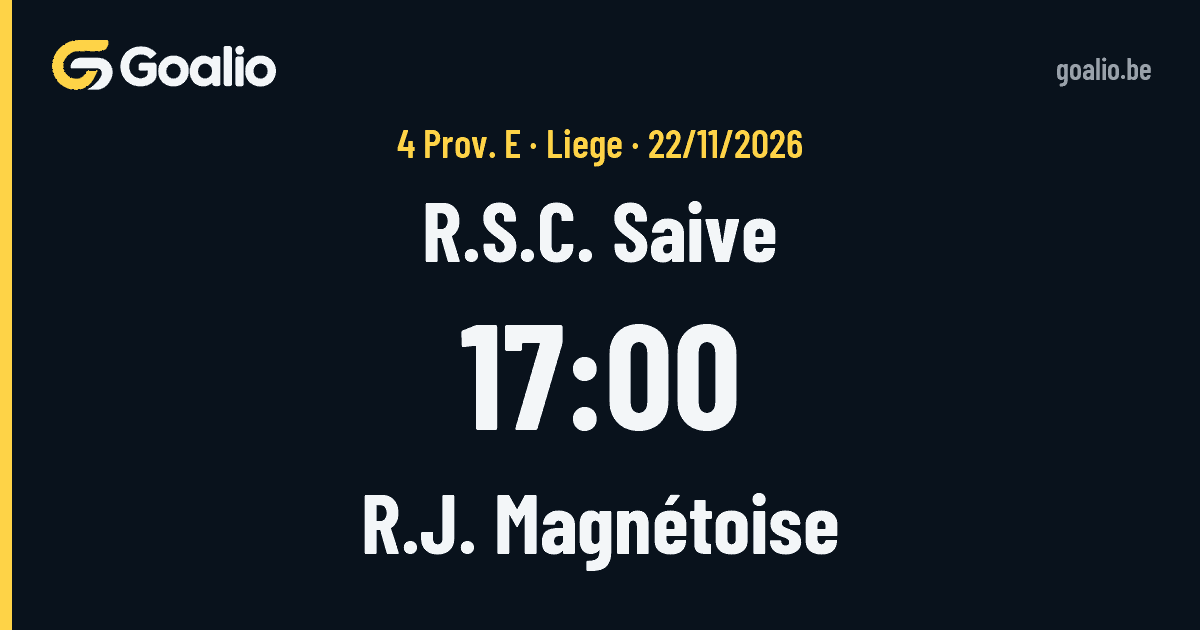 Goalio
goalio.be
4 Prov. E · Liege · 22/11/2026
R.S.C. Saive
17:00
R.J. Magnétoise